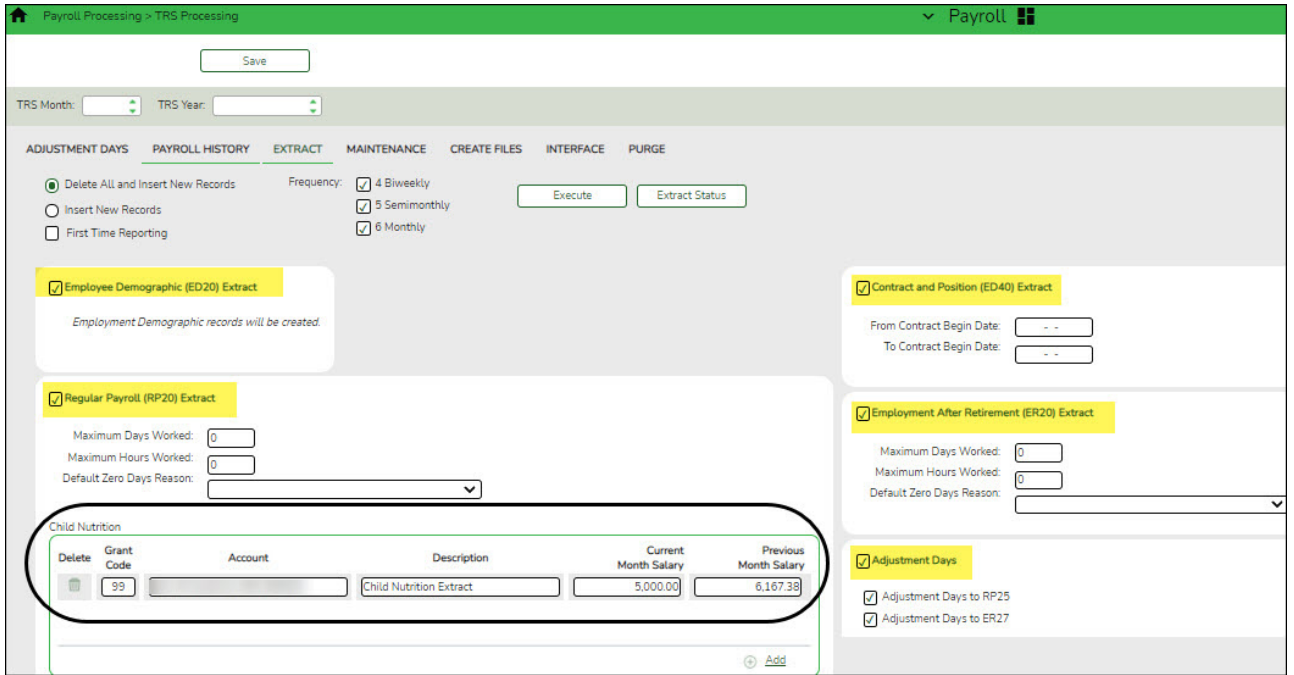 Payroll Processing > TRS Processing
Payroll
Save
TRS Month:
TRS Year:
ADJUSTMENT DAYS
PAYROLL HISTORY
EXTRACT
MAINTENANCE
CREATE FILES
INTERFACE
PURGE
Delete All and Insert New Records
Insert New Records
First Time Reporting
Frequency:
4 Biweekly
5 Semimonthly
6 Monthly
Execute
Extract Status
Employee Demographic (ED20) Extract
Employment Demographic records will be created.
Contract and Position (ED40) Extract
From Contract Begin Date: - -
To Contract Begin Date: - -
Regular Payroll (RP20) Extract
Maximum Days Worked: 0
Maximum Hours Worked: 0
Default Zero Days Reason:
Employment After Retirement (ER20) Extract
Maximum Days Worked: 0
Maximum Hours Worked: 0
Default Zero Days Reason:
Child Nutrition
Delete
Grant Code
Account
Description
Current Month Salary
Previous Month Salary
99
Child Nutrition Extract
5,000.00
6,167.38
Add
Adjustment Days
Adjustment Days to RP25
Adjustment Days to ER27